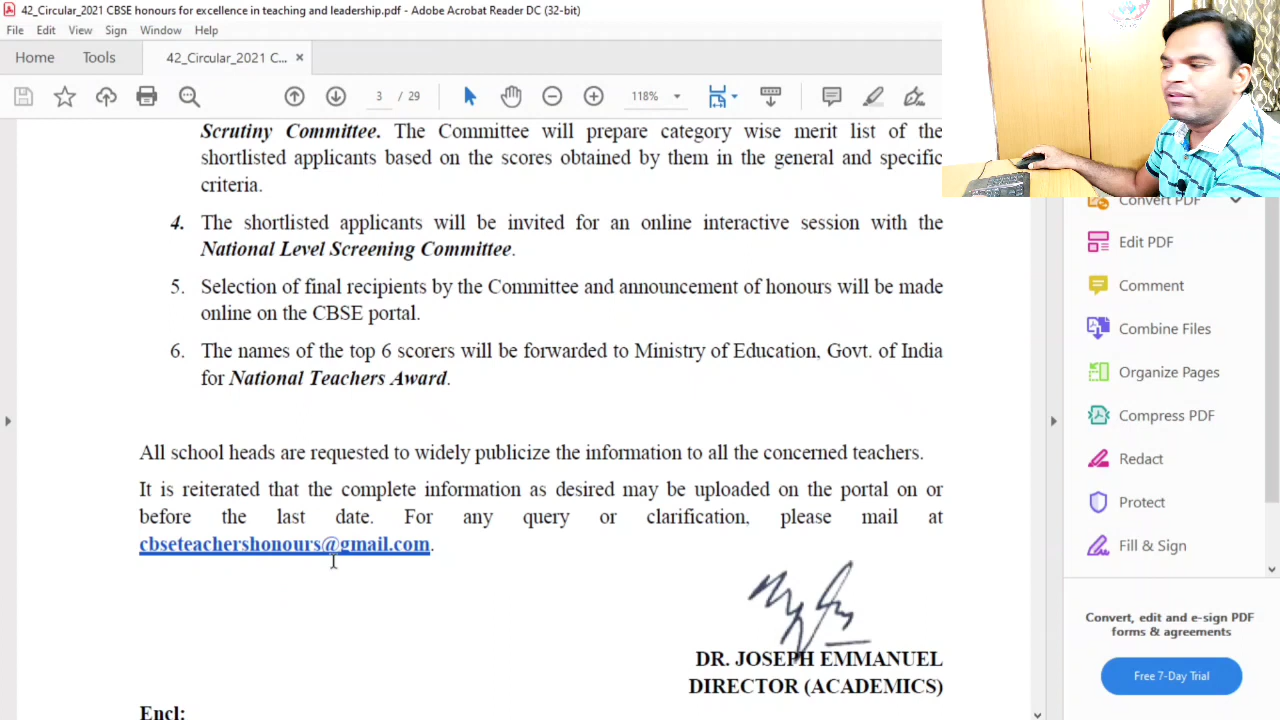 42_Circular_2021 CBSE honours for excellence in teaching and leadership.pdf - Adobe Acrobat Reader DC (32-bit)
File Edit View Sign Window Help
Home Tools 42_Circular_2021 C... ×
3 / 29 118%
Scrutiny Committee. The Committee will prepare category wise merit list of the
shortlisted applicants based on the scores obtained by them in the general and specific
criteria.
4. The shortlisted applicants will be invited for an online interactive session with the
National Level Screening Committee.
5. Selection of final recipients by the Committee and announcement of honours will be made
online on the CBSE portal.
6. The names of the top 6 scorers will be forwarded to Ministry of Education, Govt. of India
for National Teachers Award.
All school heads are requested to widely publicize the information to all the concerned teachers.
It is reiterated that the complete information as desired may be uploaded on the portal on or
before the last date. For any query or clarification, please mail at
cbseteachershonours@gmail.com.
DR. JOSEPH EMMANUEL
DIRECTOR (ACADEMICS)
Encl:
Convert PDF
Edit PDF
Comment
Combine Files
Organize Pages
Compress PDF
Redact
Protect
Fill & Sign
Convert, edit and e-sign PDF
forms & agreements
Free 7-Day Trial